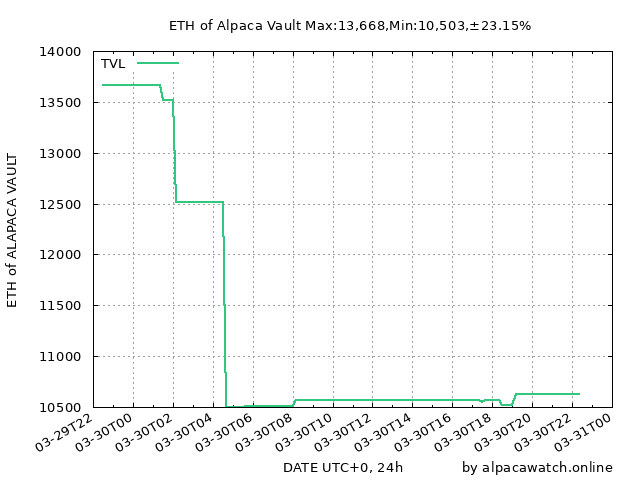 ETH of Alpaca Vault Max:13,668,Min:10,503,±23.15%
TVL
14000
13500
13000
12500
12000
11500
11000
10500
ETH of ALAPACA VAULT
03-29T22
03-30T00
03-30T02
03-30T04
03-30T06
03-30T08
03-30T10
03-30T12
03-30T14
03-30T16
03-30T18
03-30T20
03-30T22
03-31T00
DATE UTC+0, 24h
by alpacawatch.online